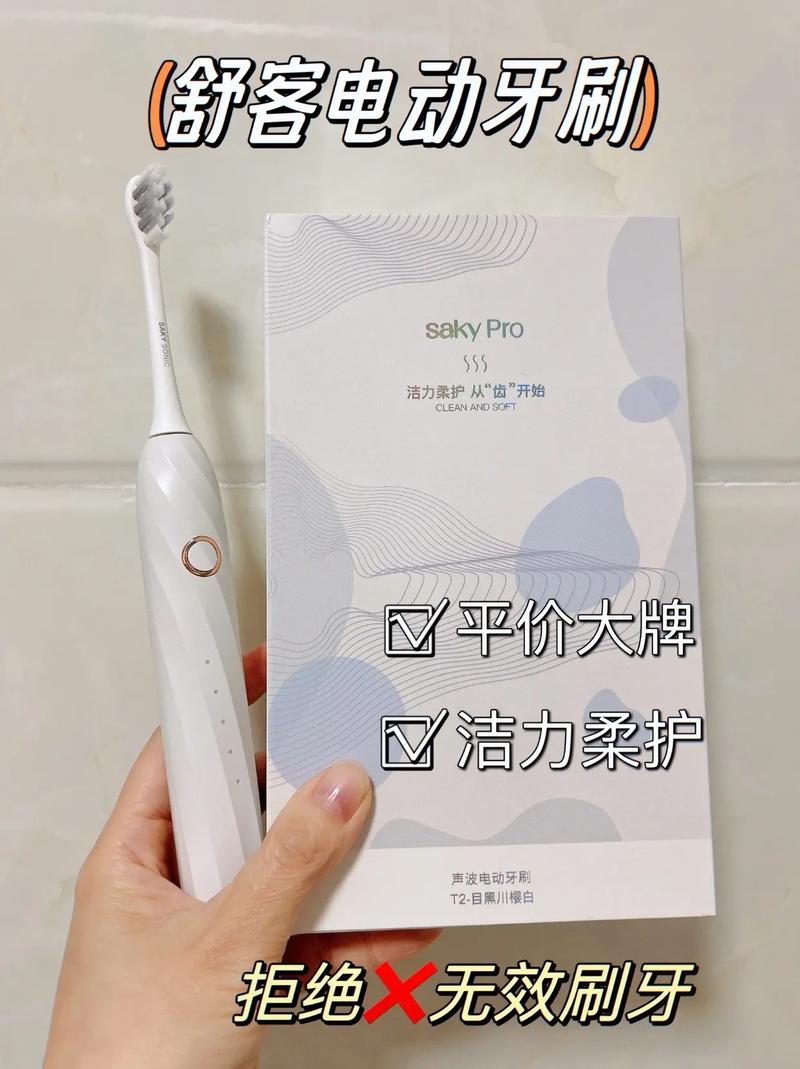 (舒客电动牙刷)
saky Pro
洁力柔护 从“齿”开始
CLEAN AND SOFT
SAKY SONIC
☑平价大牌
☑洁力柔护
声波电动牙刷
T2-目黑川樱白
拒绝❌无效刷牙